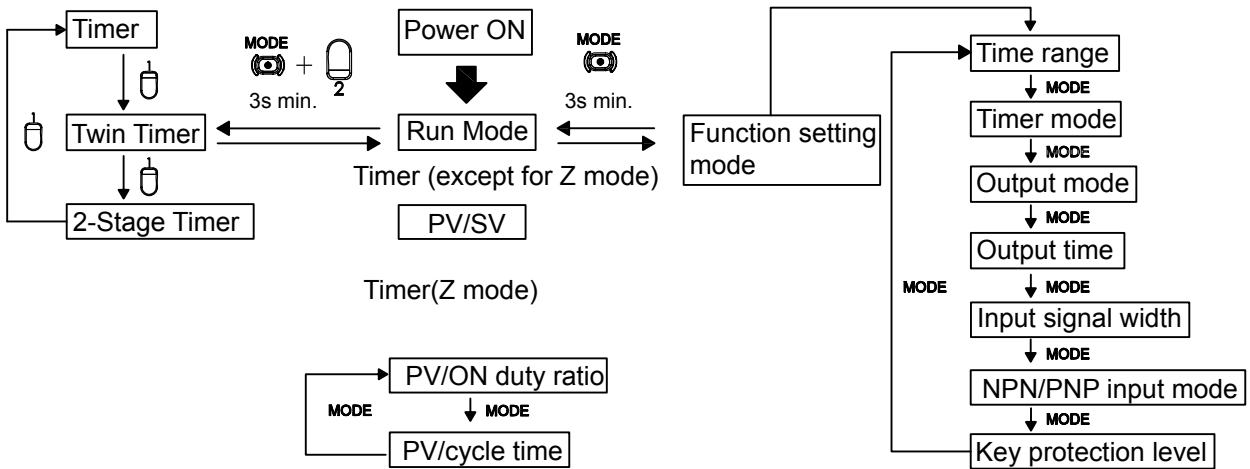 Timer
1
Twin Timer
1
1
2-Stage Timer
MODE
+
2
3s min.
Power ON
Run Mode
Timer (except for Z mode)
PV/SV
Timer(Z mode)
PV/ON duty ratio
MODE
MODE
PV/cycle time
MODE
3s min.
Function setting
mode
Time range
MODE
Timer mode
MODE
Output mode
MODE
Output time
MODE
MODE
Input signal width
MODE
NPN/PNP input mode
MODE
Key protection level